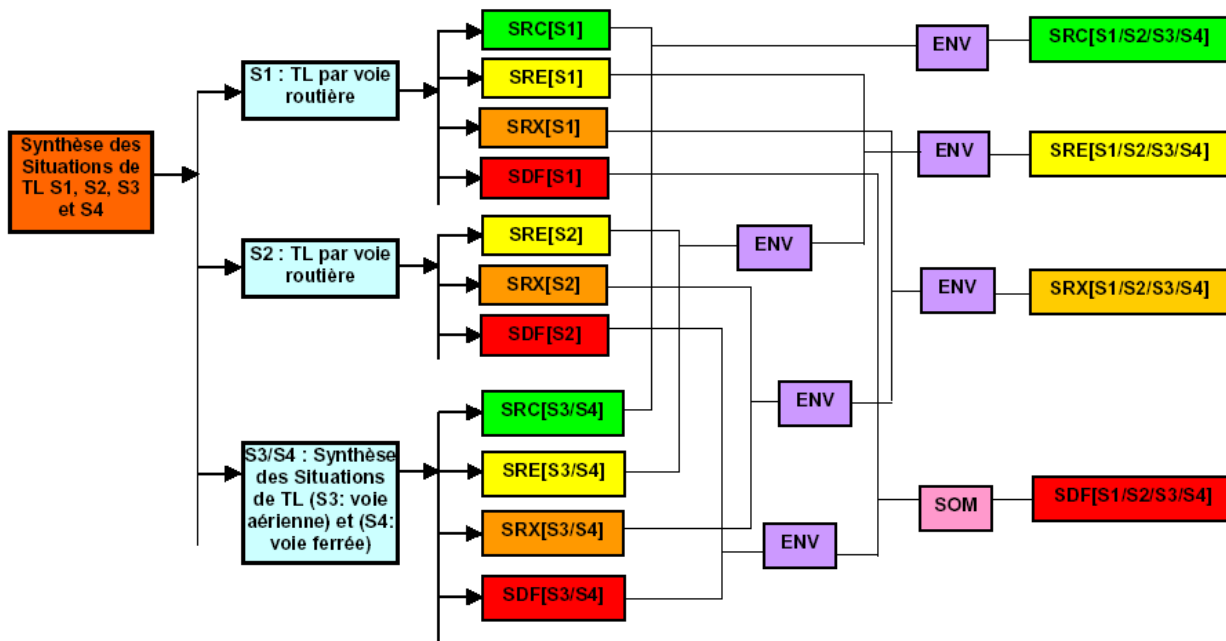 Synthèse des
Situations de
TL S1, S2, S3
et S4
S1 : TL par voie
routière
S2 : TL par voie
routière
S3/S4 : Synthèse
des Situations
de TL (S3: voie
aérienne) et (S4:
voie ferrée)
SRC[S1]
SRE[S1]
SRX[S1]
SDF[S1]
SRE[S2]
SRX[S2]
SDF[S2]
SRC[S3/S4]
SRE[S3/S4]
SRX[S3/S4]
SDF[S3/S4]
ENV
ENV
ENV
ENV
ENV
ENV
SOM
SRC[S1/S2/S3/S4]
SRE[S1/S2/S3/S4]
SRX[S1/S2/S3/S4]
SDF[S1/S2/S3/S4]